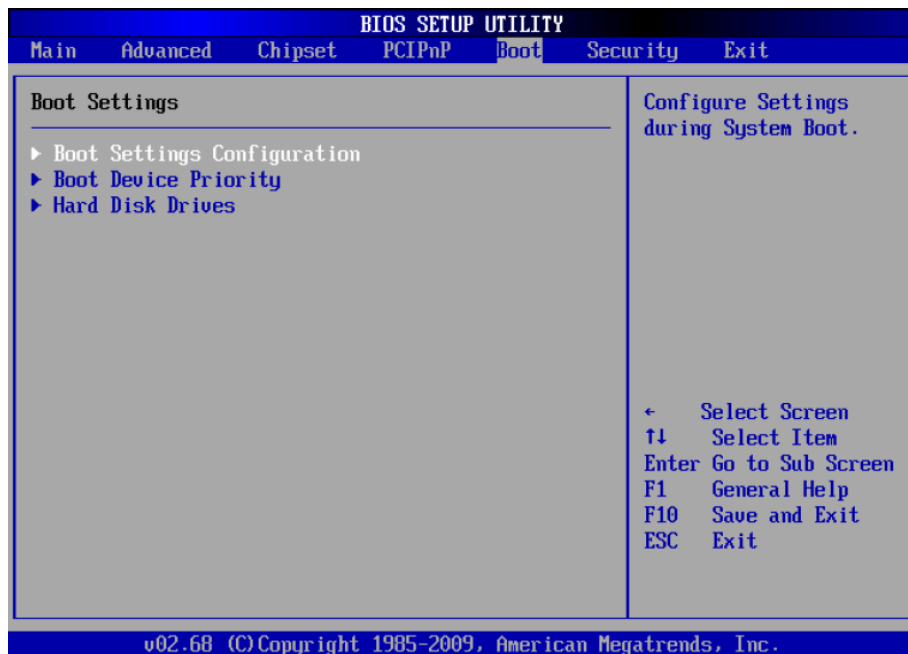 BIOS SETUP UTILITY
Main Advanced Chipset PCIPnP Boot Security Exit
Boot Settings
▶ Boot Settings Configuration
▶ Boot Device Priority
▶ Hard Disk Drives
Configure Settings
during System Boot.
← Select Screen
↑↓ Select Item
Enter Go to Sub Screen
F1 General Help
F10 Save and Exit
ESC Exit
v02.68 (C)Copyright 1985-2009, American Megatrends, Inc.